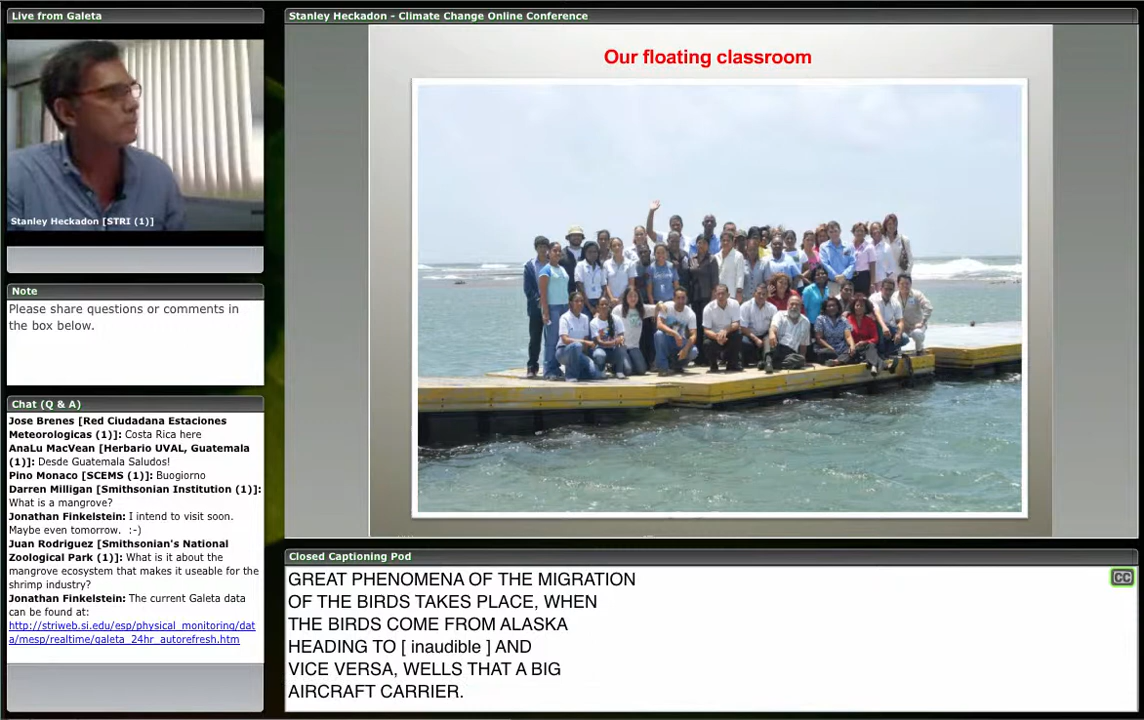 Live from Galeta
Stanley Heckadon [STRI (1)]
Note
Please share questions or comments in
the box below.
Chat (Q & A)
Jose Brenes [Red Ciudadana Estaciones
Meteorologicas (1)]: Costa Rica here
AnaLu MacVean [Herbario UVAL, Guatemala
(1)]: Desde Guatemala Saludos!
Pino Monaco [SCEMS (1)]: Buogiorno
Darren Milligan [Smithsonian Institution (1)]:
What is a mangrove?
Jonathan Finkelstein: I intend to visit soon.
Maybe even tomorrow. :-)
Juan Rodriguez [Smithsonian's National
Zoological Park (1)]: What is it about the
mangrove ecosystem that makes it useable for the
shrimp industry?
Jonathan Finkelstein: The current Galeta data
can be found at:
http://striweb.si.edu/esp/physical_monitoring/dat
a/mesp/realtime/galeta_24hr_autorefresh.htm
Stanley Heckadon - Climate Change Online Conference
Our floating classroom
Closed Captioning Pod
CC
GREAT PHENOMENA OF THE MIGRATION
OF THE BIRDS TAKES PLACE, WHEN
THE BIRDS COME FROM ALASKA
HEADING TO [ inaudible ] AND
VICE VERSA, WELLS THAT A BIG
AIRCRAFT CARRIER.